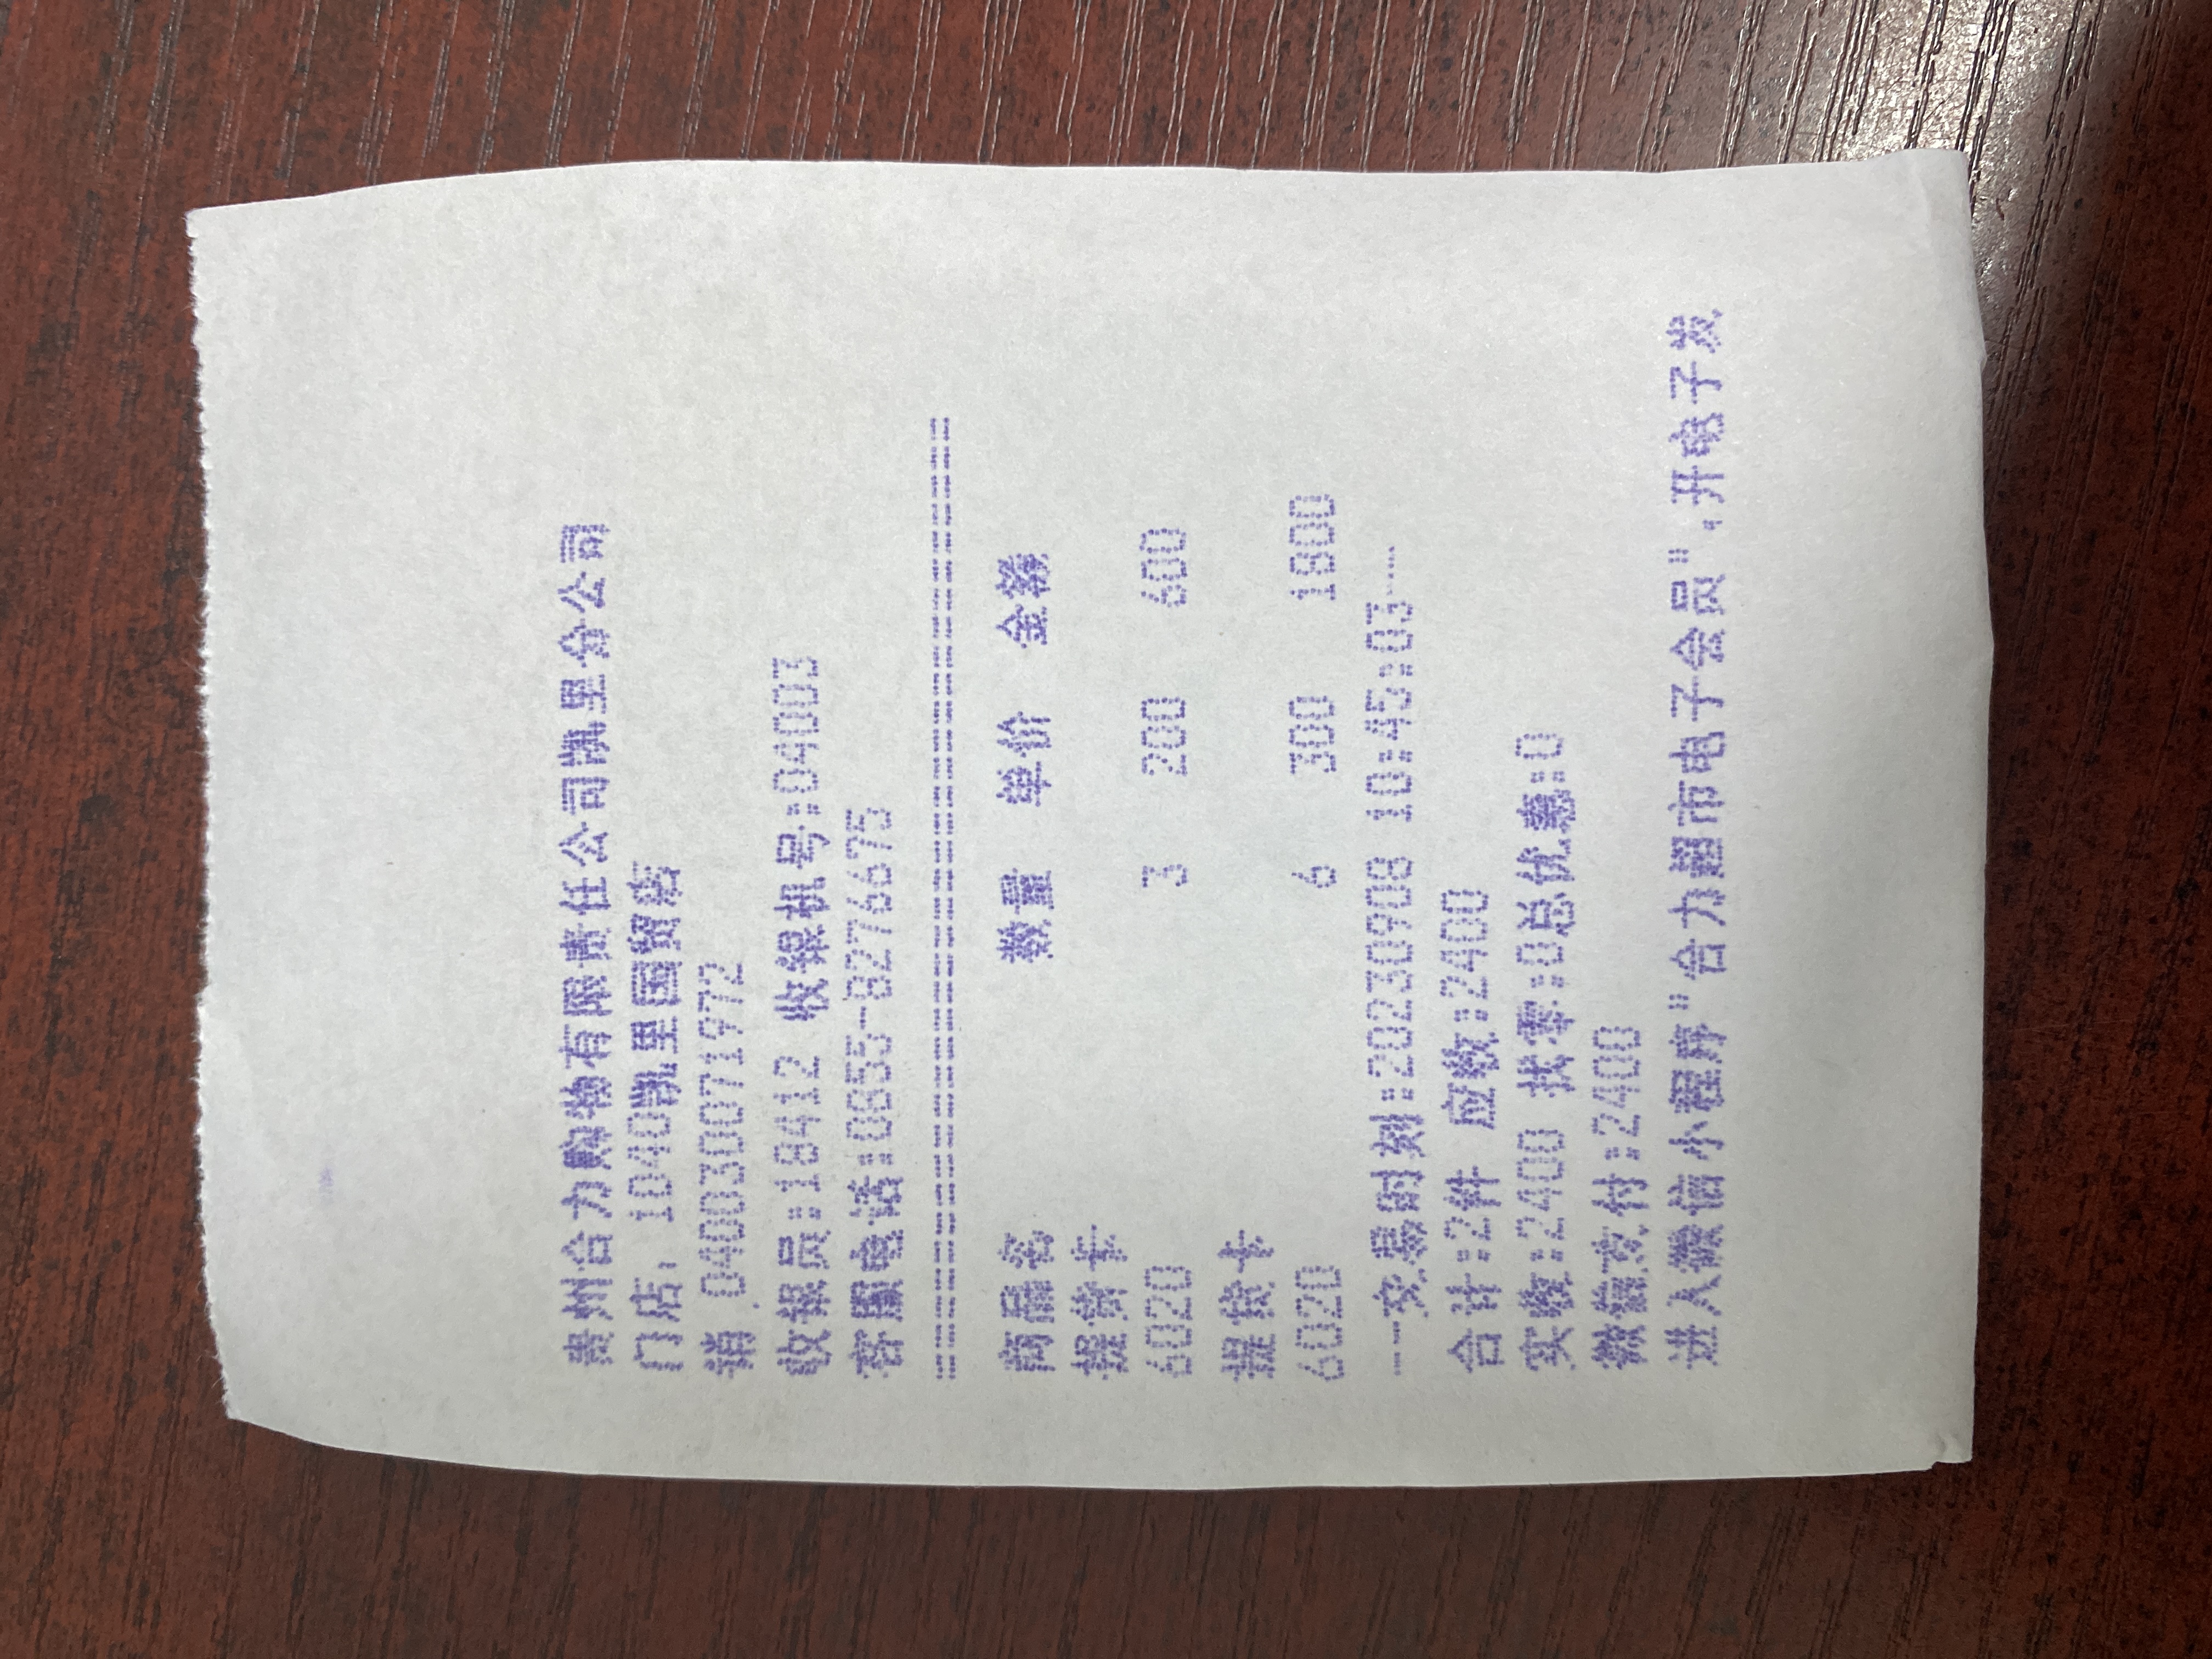 贵州合力购物有限责任公司凯里分公司
门店: 1040凯里国贸店
销 040030071972
收银员:18412 收银机号:04003
客服电话:0855-8276675
================================
商品名 数量 单价 金额
提货卡
6020 3 200 600
提货卡
6020 6 300 1800
---交易时刻:20230908 10:45:03---
合计:2件 应收:2400
实收:2400 找零:0总优惠:0
微信支付:2400
进入微信小程序"合力超市电子会员",开电子发